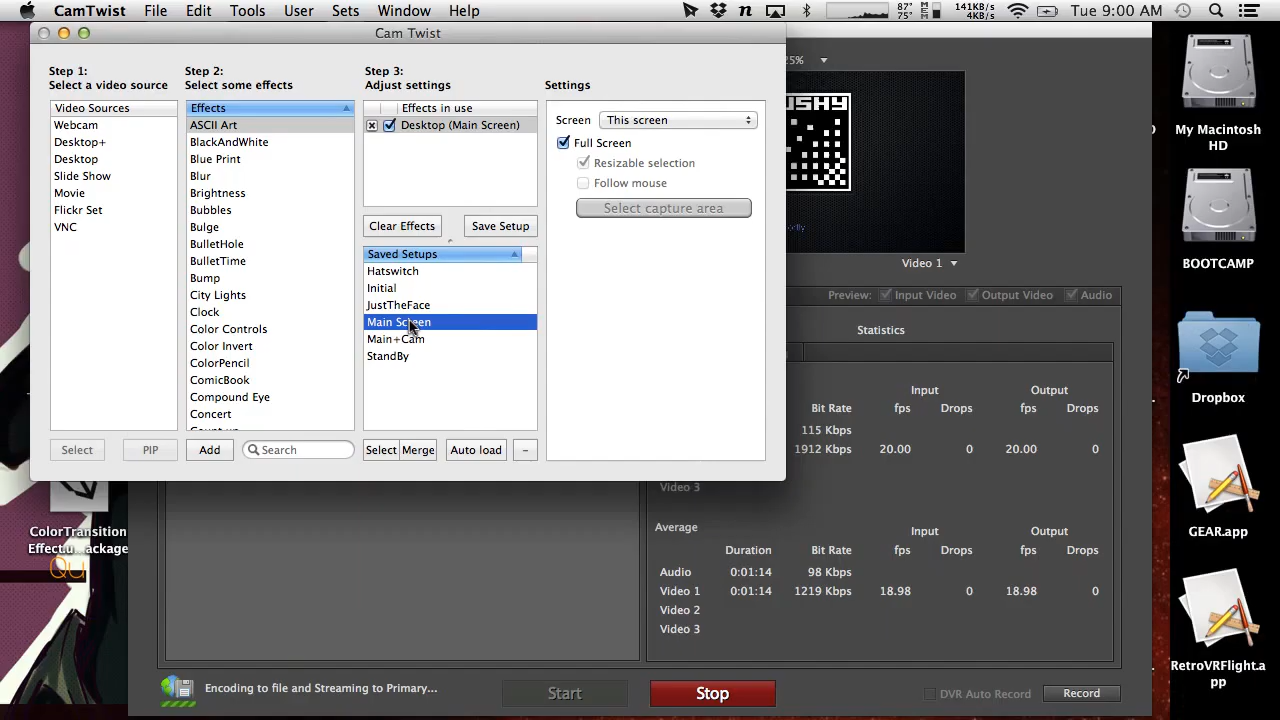 CamTwist File Edit Tools User Sets Window Help
n 87° 75° MEM 141KB/s 4KB/s Tue 9:00 AM
Cam Twist
Step 1:
Select a video source
Video Sources
Webcam
Desktop+
Desktop
Slide Show
Movie
Flickr Set
VNC
Select PIP
Step 2:
Select some effects
Effects
ASCII Art
BlackAndWhite
Blue Print
Blur
Brightness
Bubbles
Bulge
BulletHole
BulletTime
Bump
City Lights
Clock
Color Controls
Color Invert
ColorPencil
ComicBook
Compound Eye
Concert
Add Search
Step 3:
Adjust settings
Effects in use
Desktop (Main Screen)
Clear Effects Save Setup
Saved Setups
Hatswitch
Initial
JustTheFace
Main Screen
Main+Cam
StandBy
Select Merge Auto load –
Settings
Screen This screen
Full Screen
Resizable selection
Follow mouse
Select capture area
25%
USHY
Video 1
Preview: Input Video Output Video Audio
Statistics
Input Output
Bit Rate fps Drops fps Drops
115 Kbps
1912 Kbps 20.00 0 20.00 0
Video 3
Average
Input Output
Duration Bit Rate fps Drops fps Drops
Audio 0:01:14 98 Kbps
Video 1 0:01:14 1219 Kbps 18.98 0 18.98 0
Video 2
Video 3
Encoding to file and Streaming to Primary...
Start Stop DVR Auto Record Record
ColorTransition
Effect.u...ackage
Qu
My Macintosh
HD
BOOTCAMP
Dropbox
GEAR.app
RetroVRFlight.a
pp